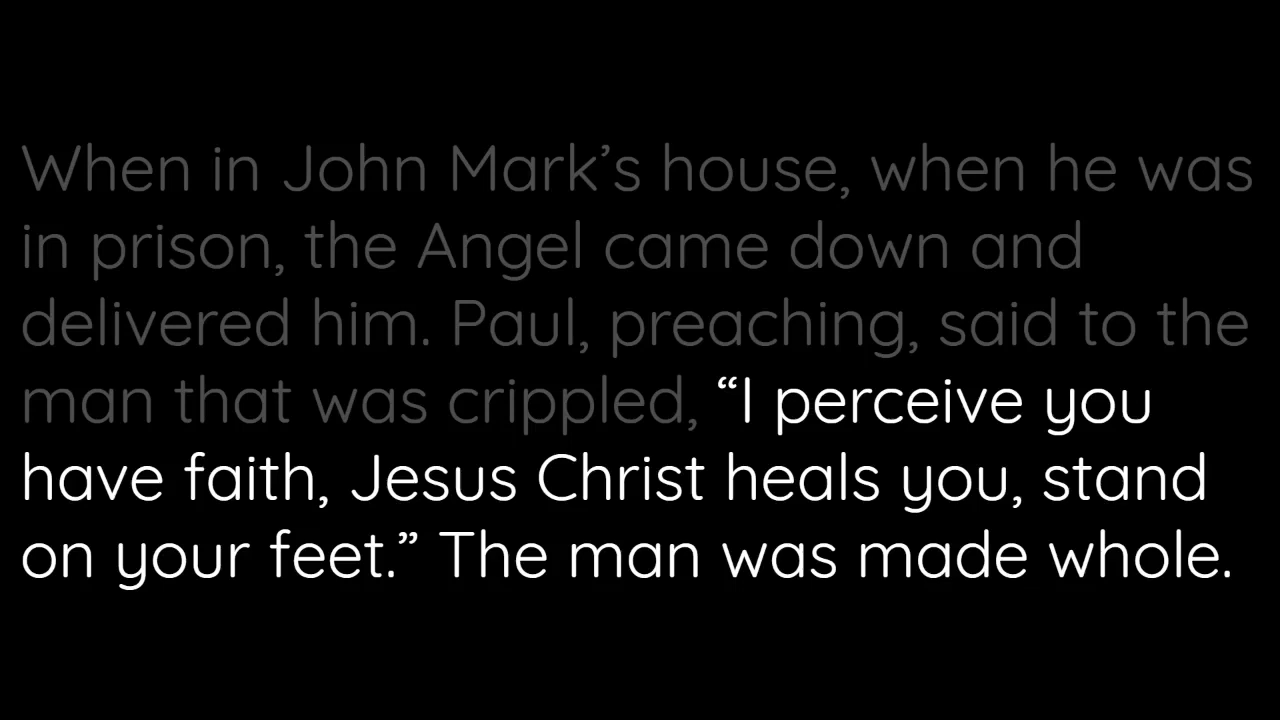 When in John Mark’s house, when he was
in prison, the Angel came down and
delivered him. Paul, preaching, said to the
man that was crippled, “I perceive you
have faith, Jesus Christ heals you, stand
on your feet.” The man was made whole.